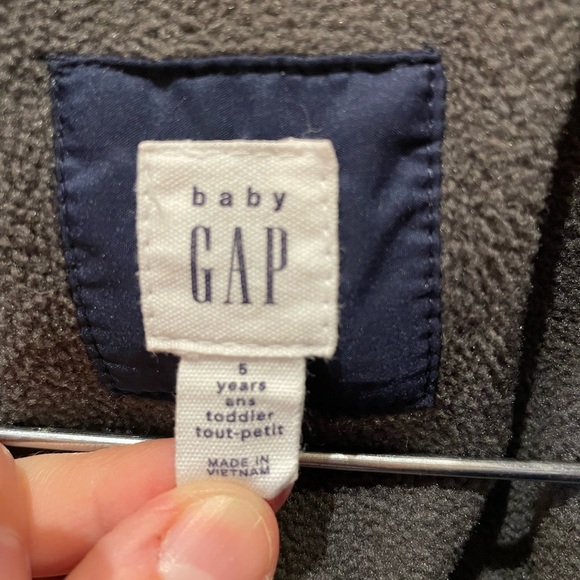 baby
GAP
5
years
ans
toddler
tout-petit
MADE IN
VIETNAM